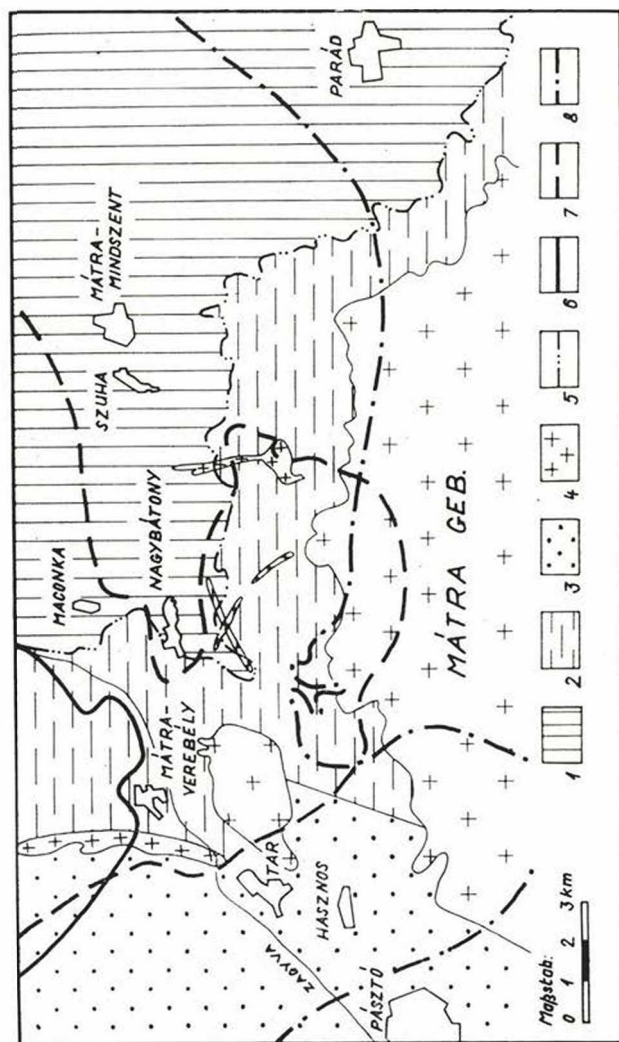 PARÁD
MÁTRA-
MINDSZENT
SZUHA
NAGYBÁTONY
MACONKA
MÁTRA-
VEREBÉLY
MÁTRA GEB.
TAR
HASZNOS
ZAGYVA
PÁSZTÓ
Maßstab:
0 1 2 3 km
1 2 3 4 5 6 7 8